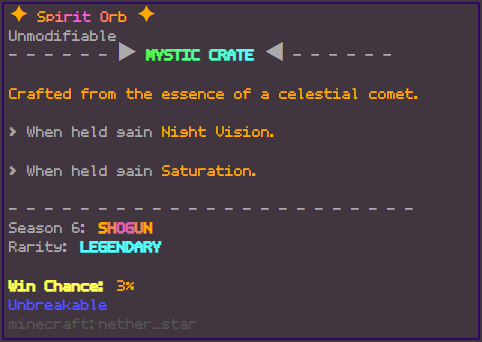 ✦ Spirit Orb ✦
Unmodifiable
- - - - - - ▶ MYSTIC CRATE ◀ - - - - - -
Crafted from the essence of a celestial comet.
> When held gain Night Vision.
> When held gain Saturation.
- - - - - - - - - - - - - - - - - - - - - - -
Season 6: SHOGUN
Rarity: LEGENDARY
Win Chance: 3%
Unbreakable
minecraft:nether_star